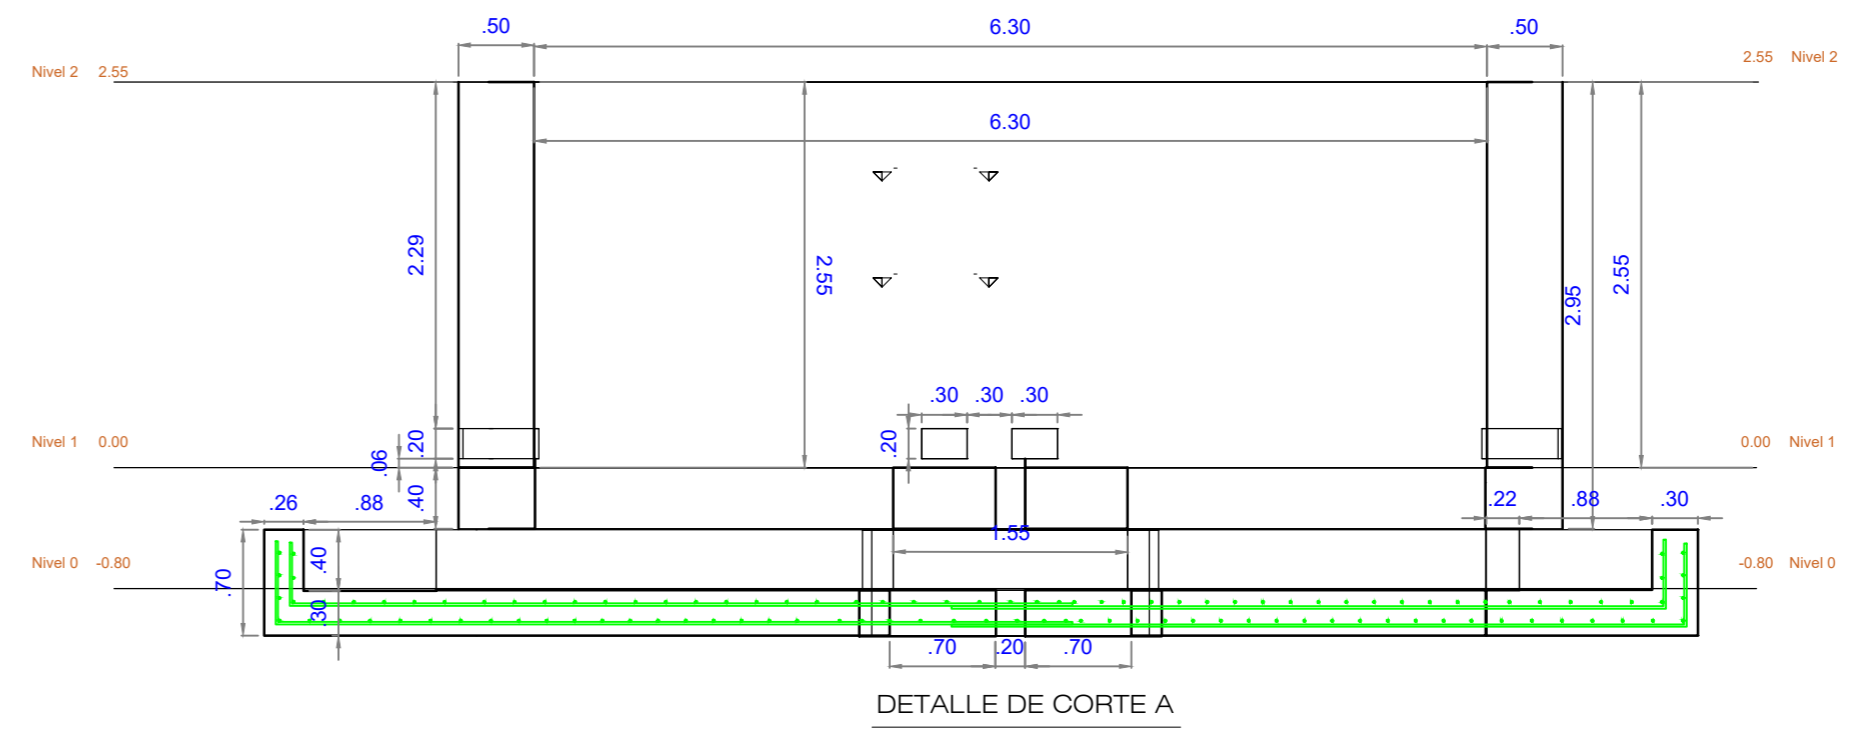 .50 6.30 .50
Nivel 2 2.55
2.55 Nivel 2
6.30
2.29
2.55
2.95
2.55
.30 .30 .30
.20
.20
Nivel 1 0.00
0.00 Nivel 1
.06
.40
.26 .88
.22 .88 .30
1.55
.40
.70
Nivel 0 -0.80
-0.80 Nivel 0
.30
.70 .20 .70
DETALLE DE CORTE A